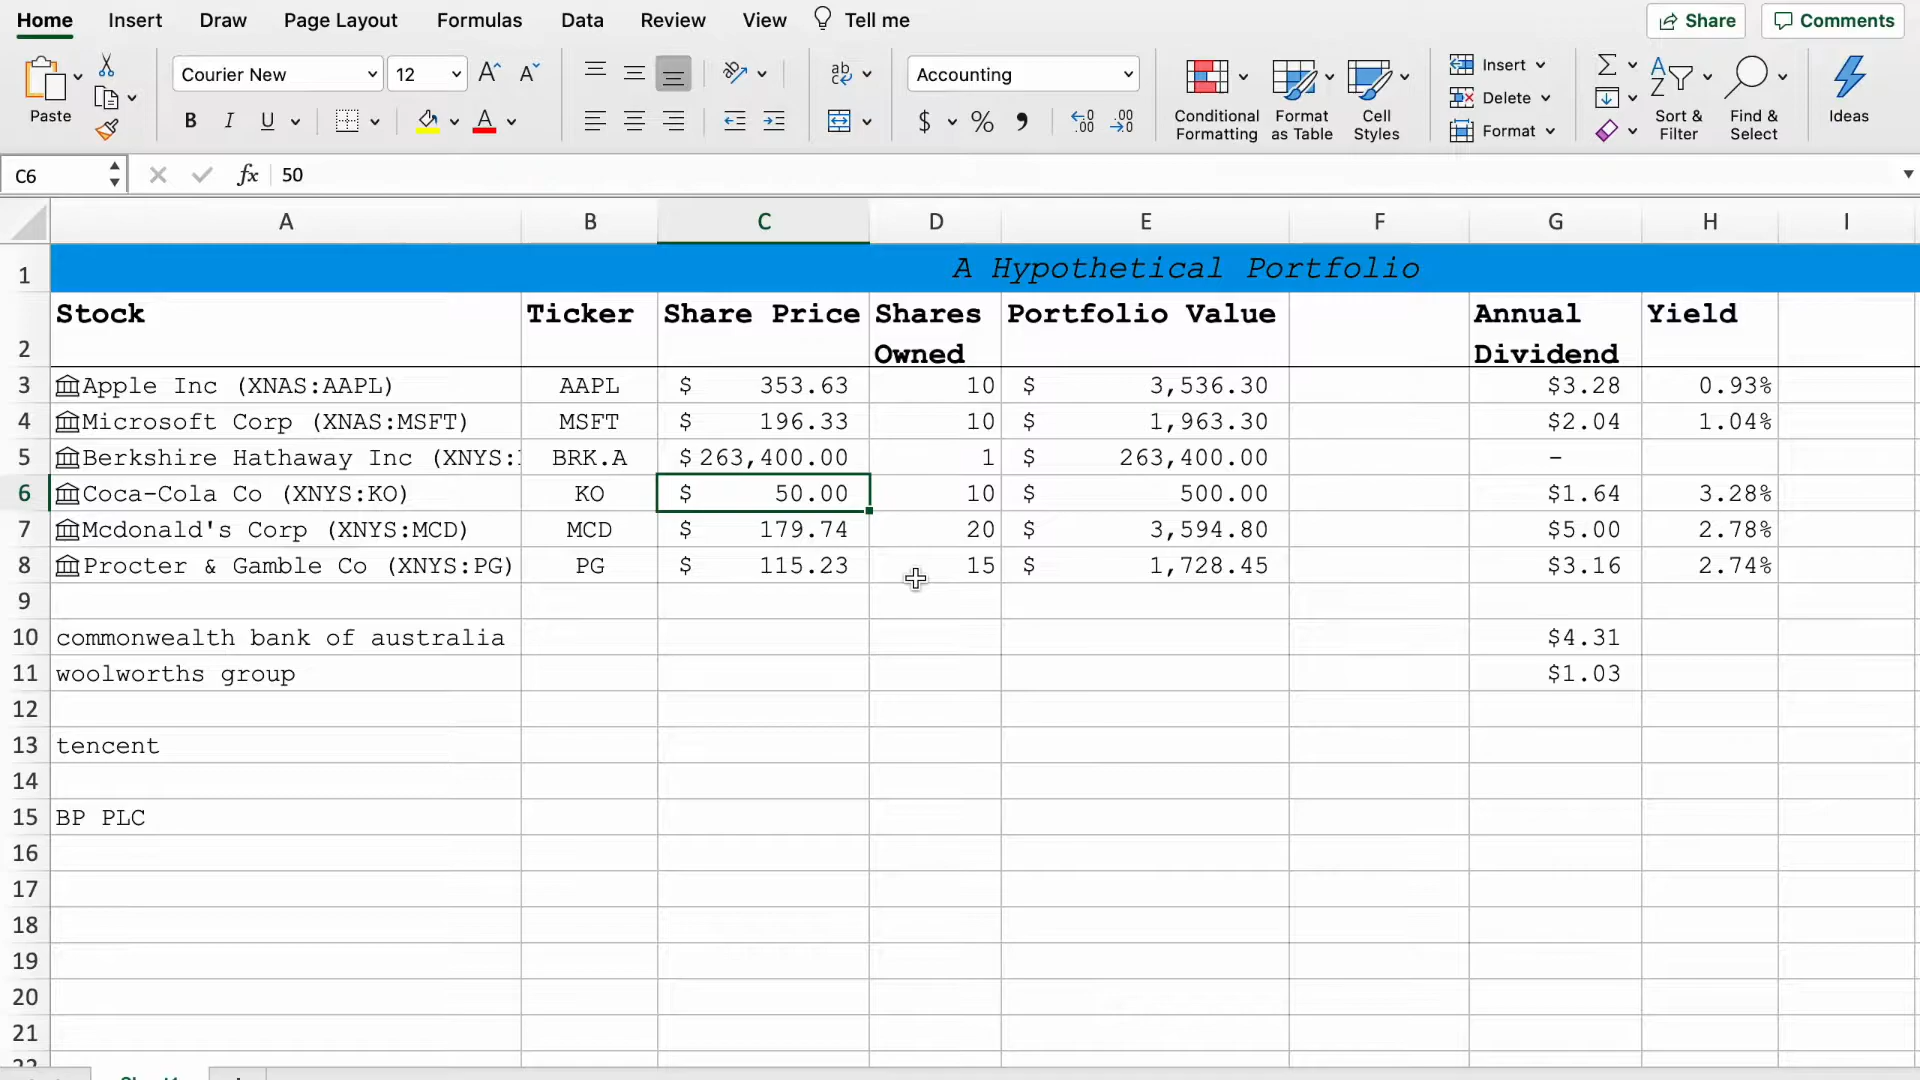 Home Insert Draw Page Layout Formulas Data Review View Tell me Share Comments
Paste Courier New 12 Accounting Conditional Formatting Format as Table Cell Styles Insert Delete Format Sort & Filter Find & Select Ideas
C6 fx 50
A B C D E F G H I
1 A Hypothetical Portfolio
2 Stock Ticker Share Price Shares Owned Portfolio Value Annual Dividend Yield
3 Apple Inc (XNAS:AAPL) AAPL $ 353.63 10 $ 3,536.30 $3.28 0.93%
4 Microsoft Corp (XNAS:MSFT) MSFT $ 196.33 10 $ 1,963.30 $2.04 1.04%
5 Berkshire Hathaway Inc (XNYS: BRK.A $ 263,400.00 1 $ 263,400.00 -
6 Coca-Cola Co (XNYS:KO) KO $ 50.00 10 $ 500.00 $1.64 3.28%
7 Mcdonald's Corp (XNYS:MCD) MCD $ 179.74 20 $ 3,594.80 $5.00 2.78%
8 Procter & Gamble Co (XNYS:PG) PG $ 115.23 15 $ 1,728.45 $3.16 2.74%
9
10 commonwealth bank of australia $4.31
11 woolworths group $1.03
12
13 tencent
14
15 BP PLC
16
17
18
19
20
21